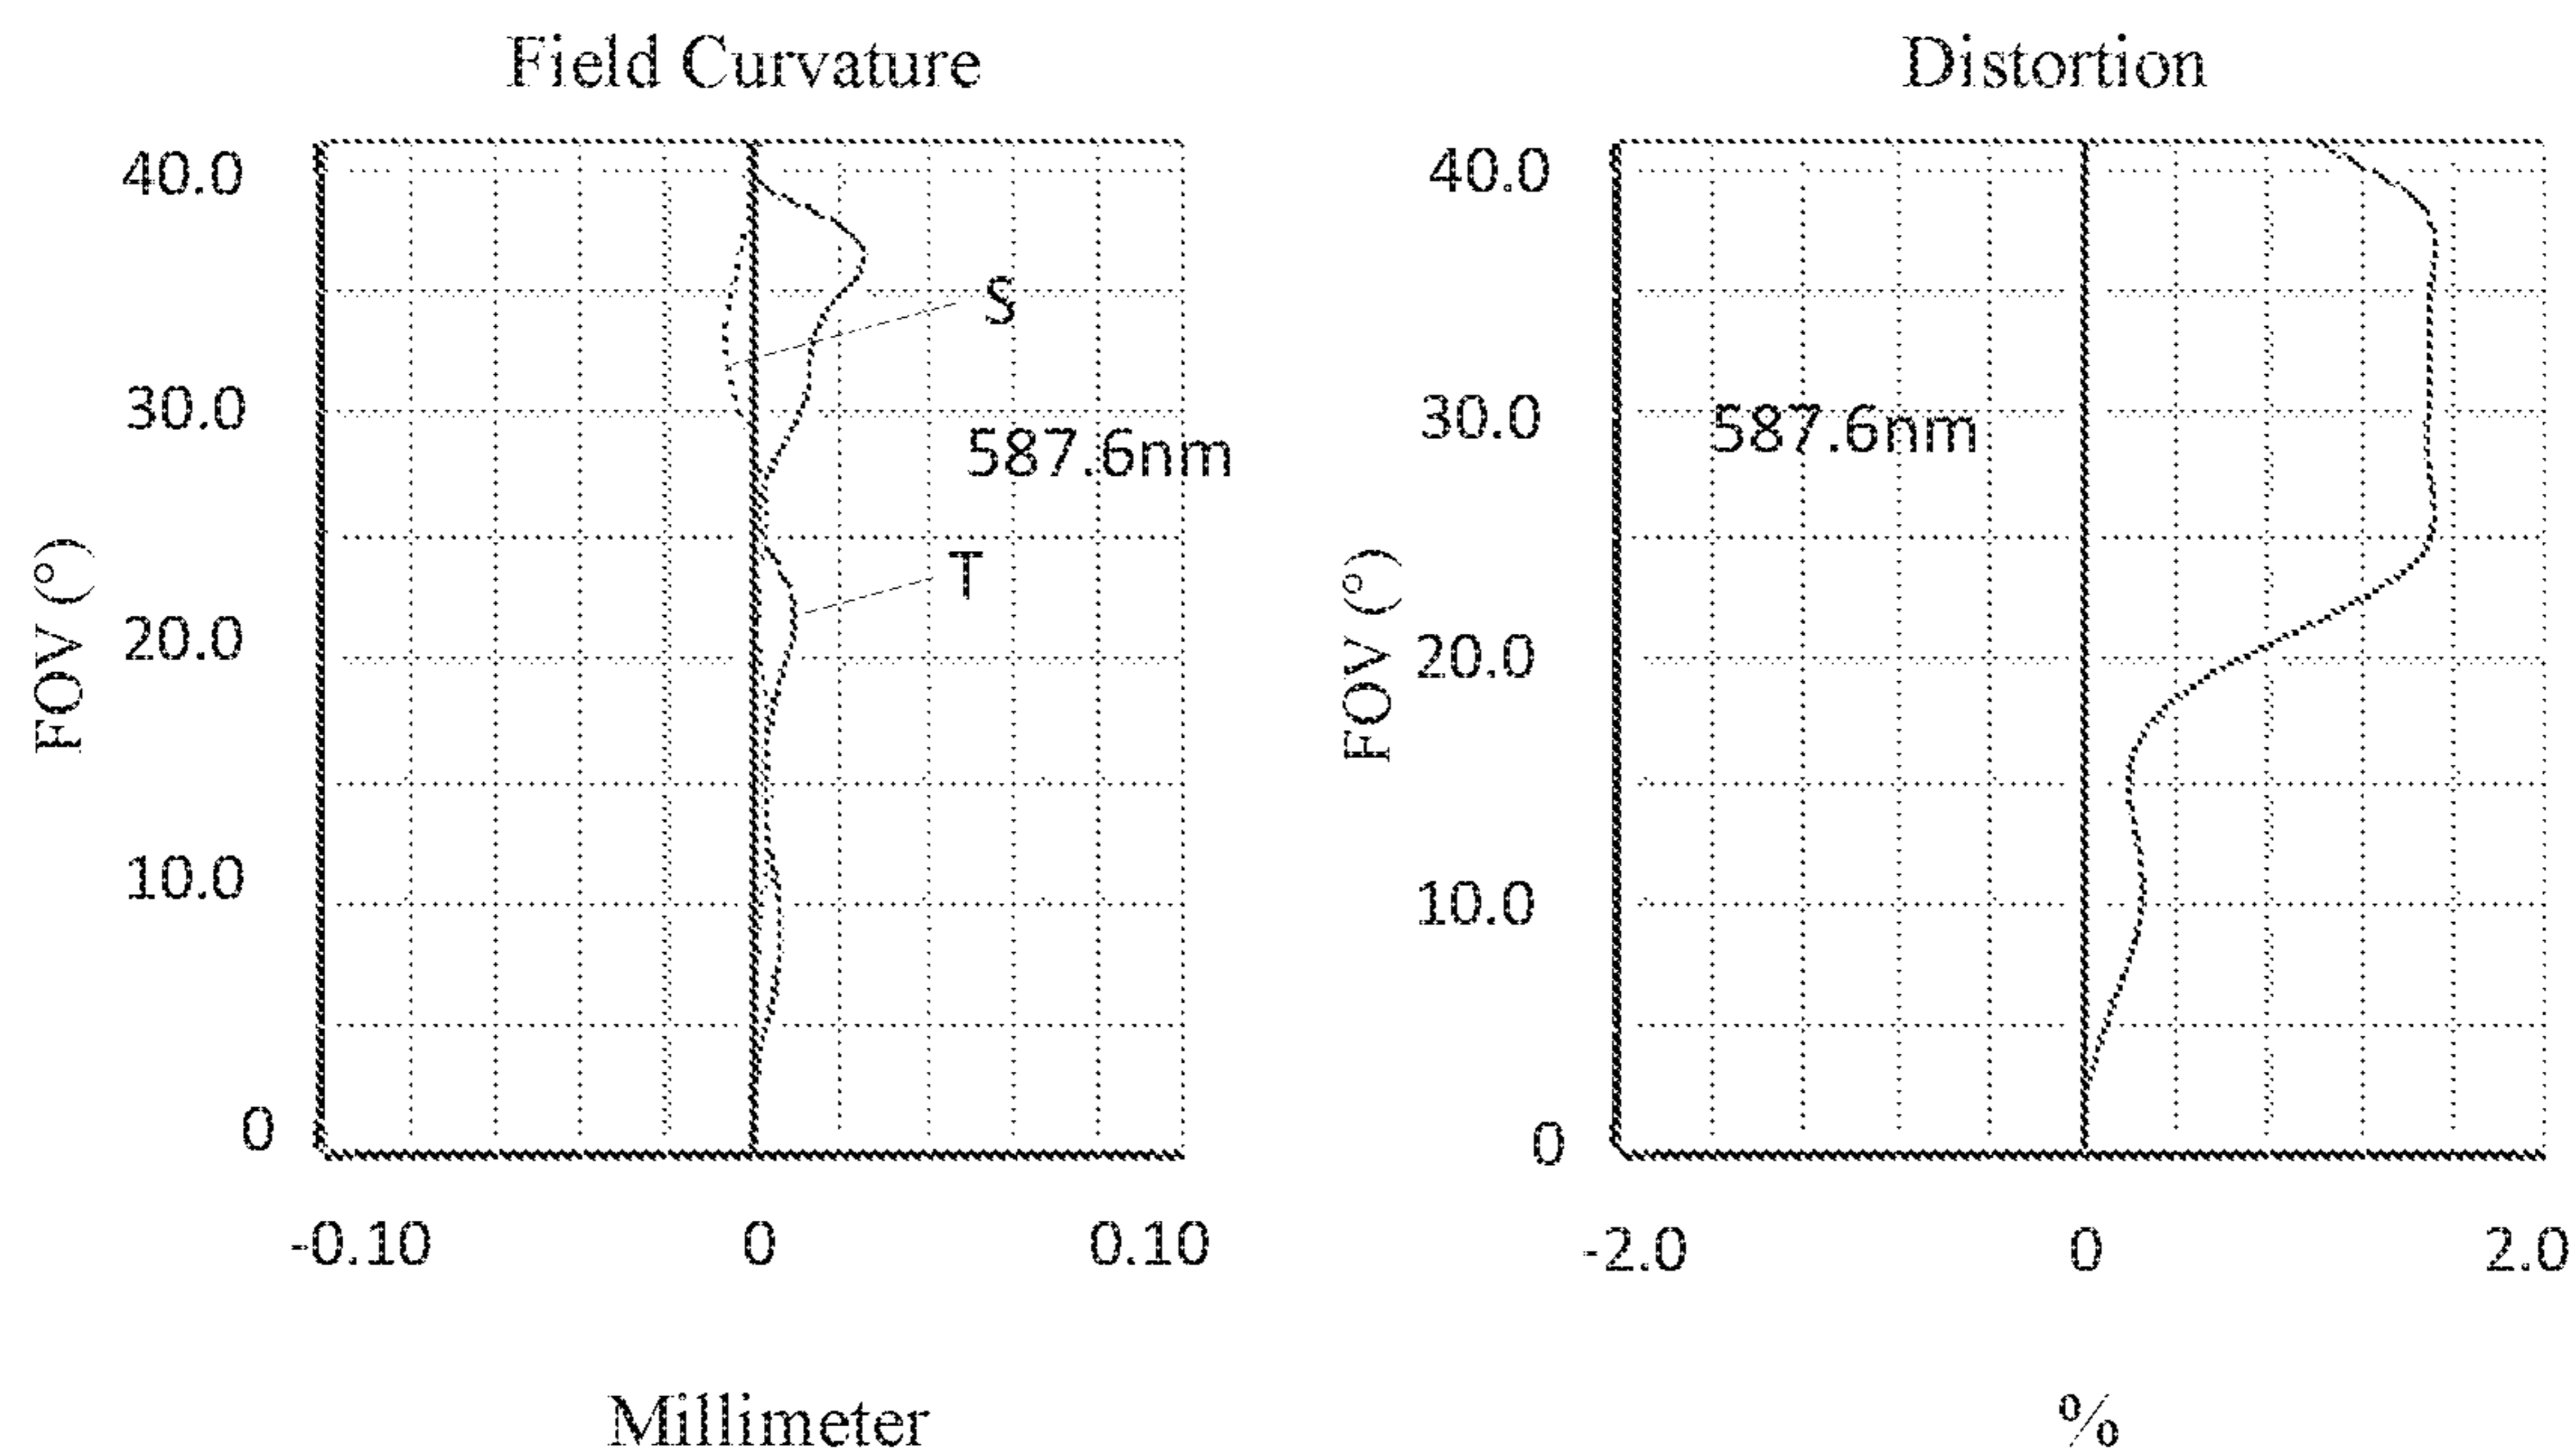 Field Curvature
40.0
30.0
20.0
10.0
0
FOV (°)
S
587.6nm
T
-0.10
0
0.10
Millimeter
Distortion
40.0
30.0
20.0
10.0
0
FOV (°)
587.6nm
-2.0
0
2.0
%